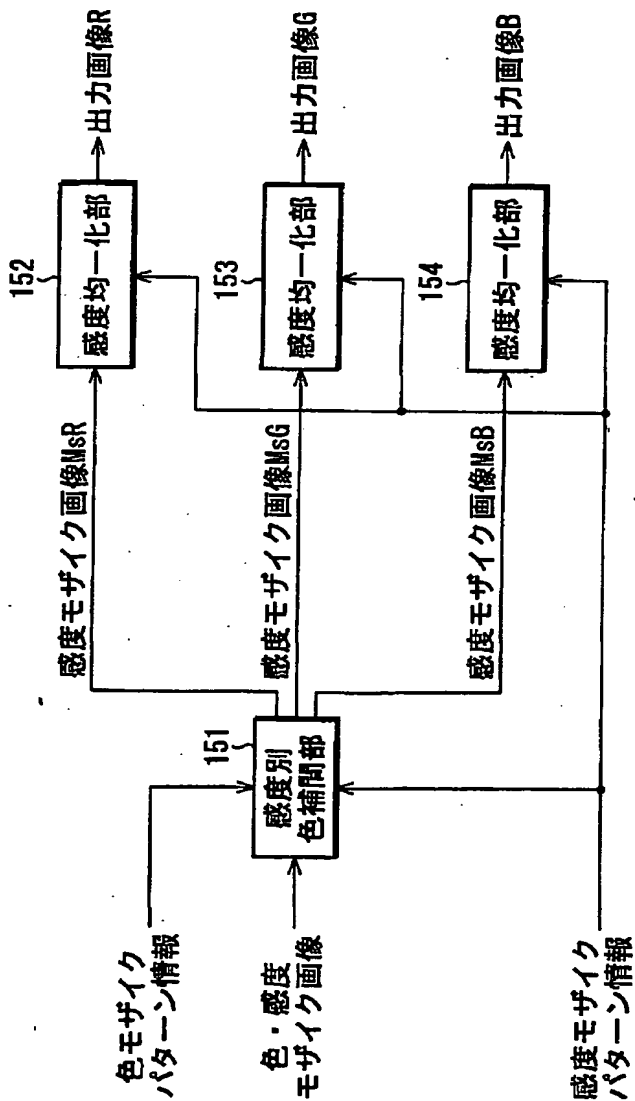 色モザイク
パターン情報
色・感度
モザイク画像
感度モザイク
パターン情報
151
感度別
色補間部
感度モザイク画像MsR
感度モザイク画像MsG
感度モザイク画像MsB
152
感度均一化部
153
感度均一化部
154
感度均一化部
出力画像R
出力画像G
出力画像B